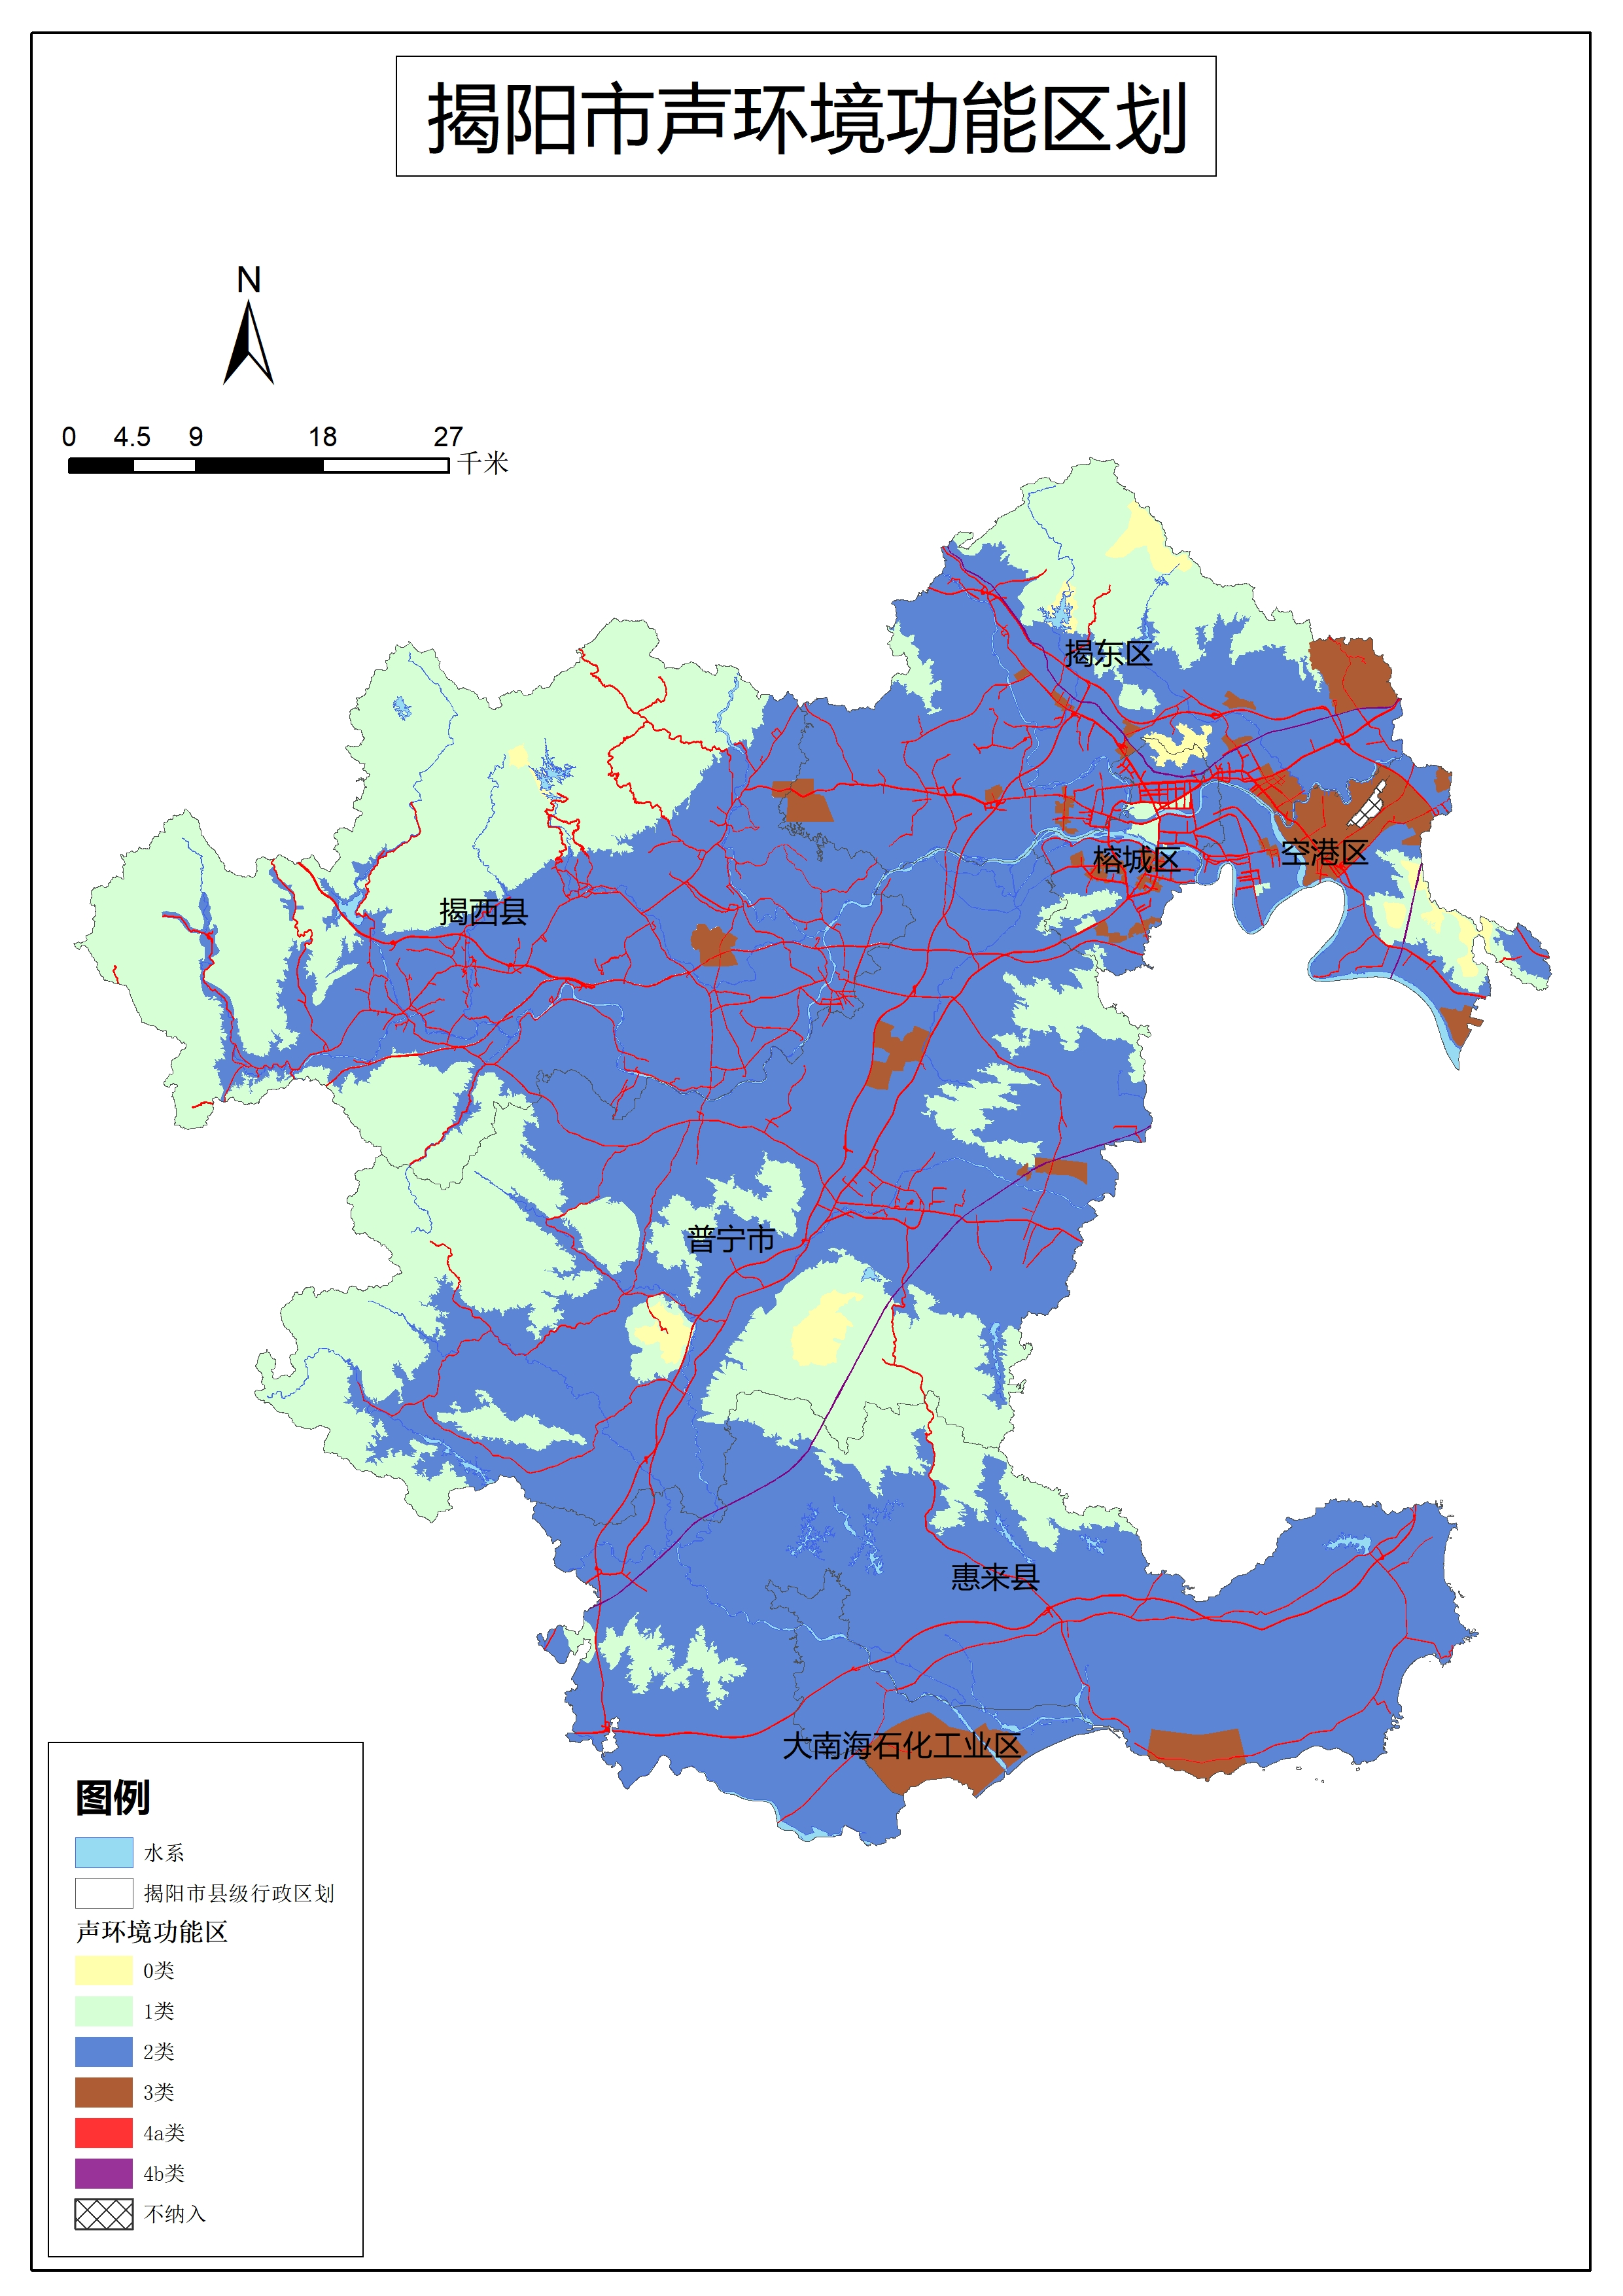 揭阳市声环境功能区划
N
0 4.5 9 18 27
千米
揭东区
榕城区
空港区
揭西县
普宁市
惠来县
大南海石化工业区
图例
水系
揭阳市县级行政区划
声环境功能区
0类
1类
2类
3类
4a类
4b类
不纳入